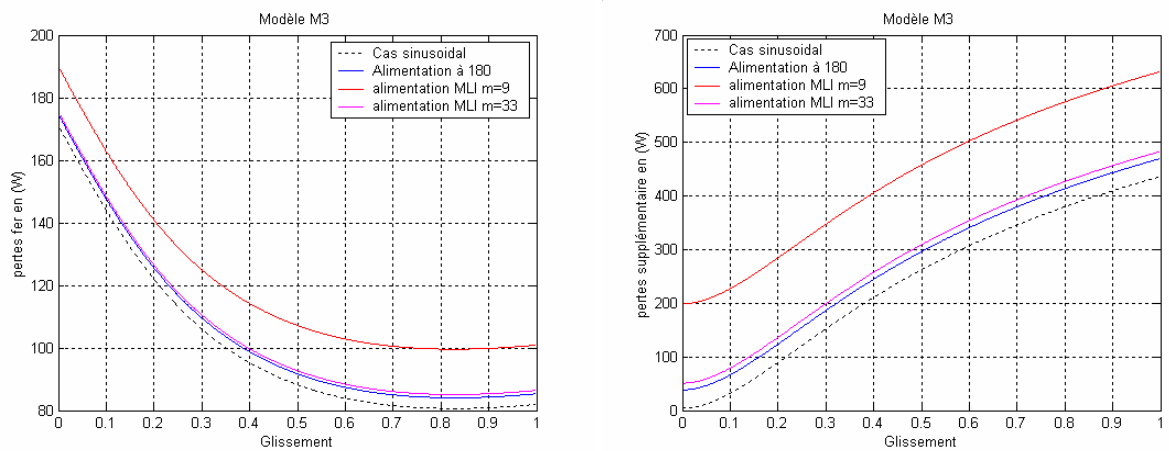 Modèle M3
200
180
160
140
120
100
80
pertes fer en (W)
Cas sinusoidal
Alimentation à 180
alimentation MLI m=9
alimentation MLI m=33
0 0.1 0.2 0.3 0.4 0.5 0.6 0.7 0.8 0.9 1
Glissement
Modèle M3
700
600
500
400
300
200
100
0
pertes supplémentaire en (W)
Cas sinusoidal
Alimentation à 180
alimentation MLI m=9
alimentation MLI m=33
0 0.1 0.2 0.3 0.4 0.5 0.6 0.7 0.8 0.9 1
Glissement